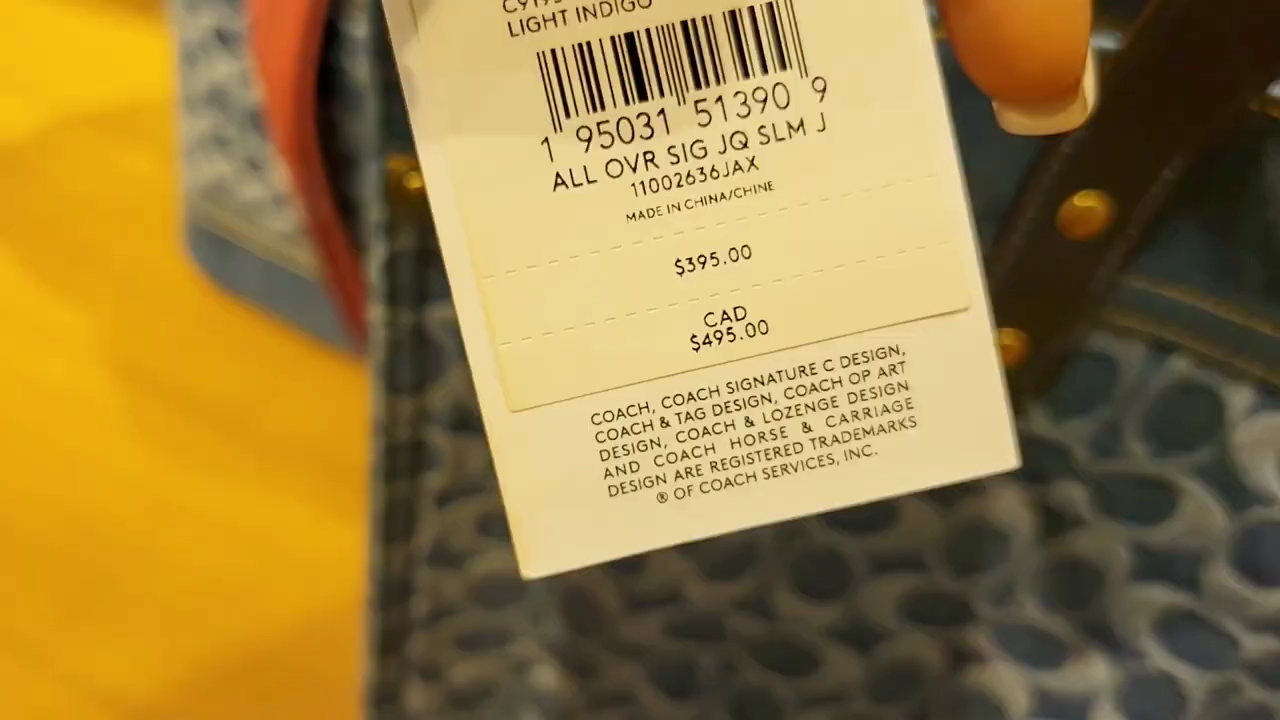 LIGHT INDIGO
1 95031 51390 9
ALL OVR SIG JQ SLM J
11002636JAX
MADE IN CHINA/CHINE
$395.00
CAD
$495.00
COACH, COACH SIGNATURE C DESIGN,
COACH & TAG DESIGN, COACH OP ART
DESIGN, COACH & LOZENGE DESIGN
AND COACH HORSE & CARRIAGE
DESIGN ARE REGISTERED TRADEMARKS
® OF COACH SERVICES, INC.